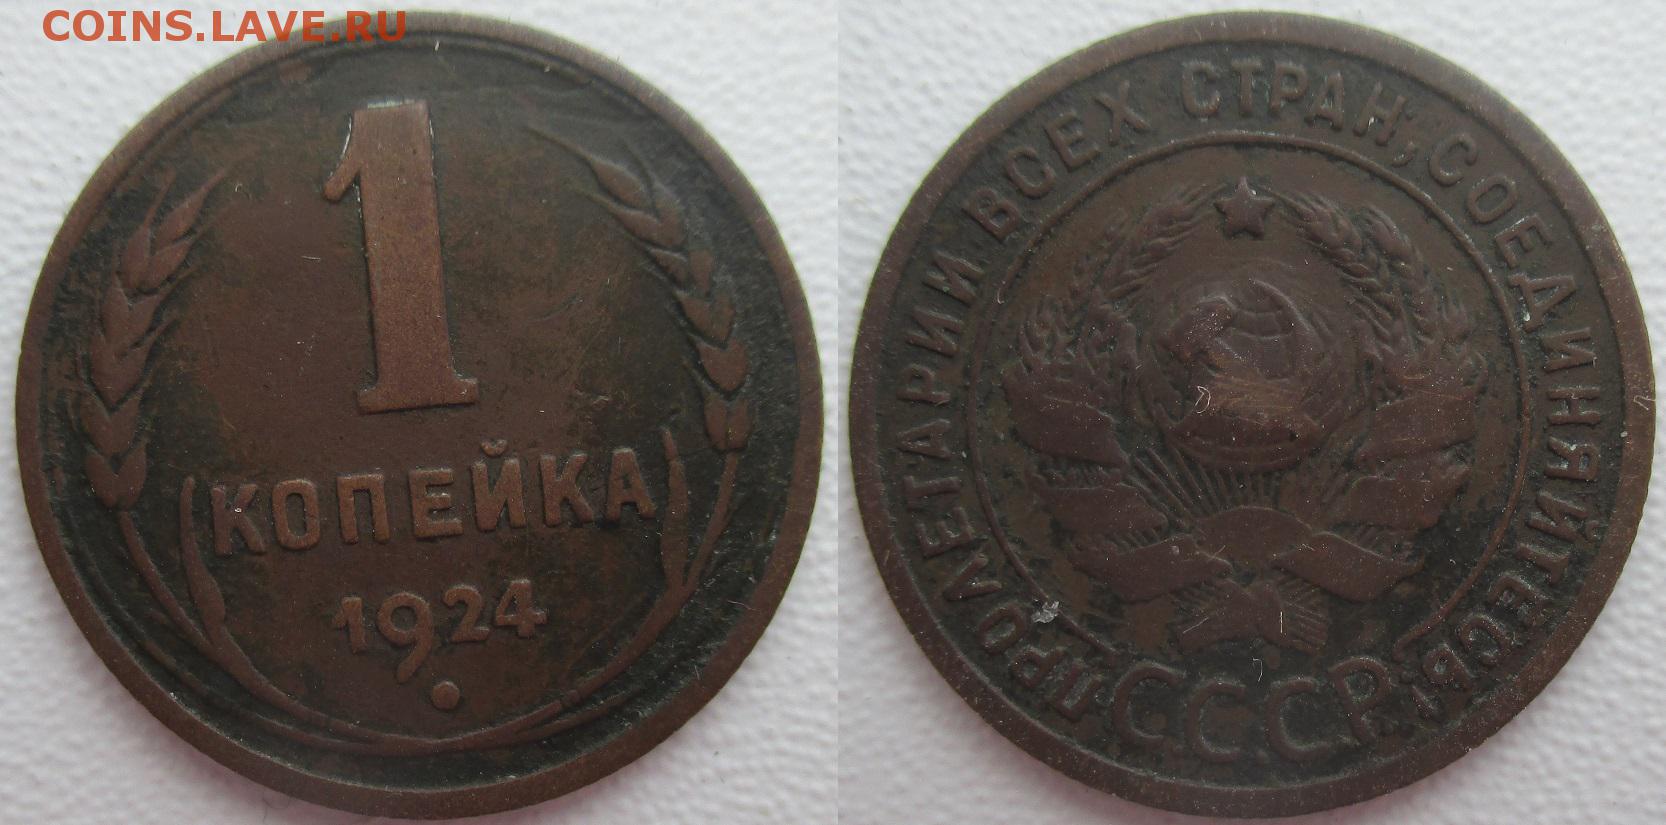 COINS.LAVE.RU
1
КОПЕЙКА
1924
ПРОЛЕТАРИИ ВСЕХ СТРАН, СОЕДИНЯЙТЕСЬ!
СССР